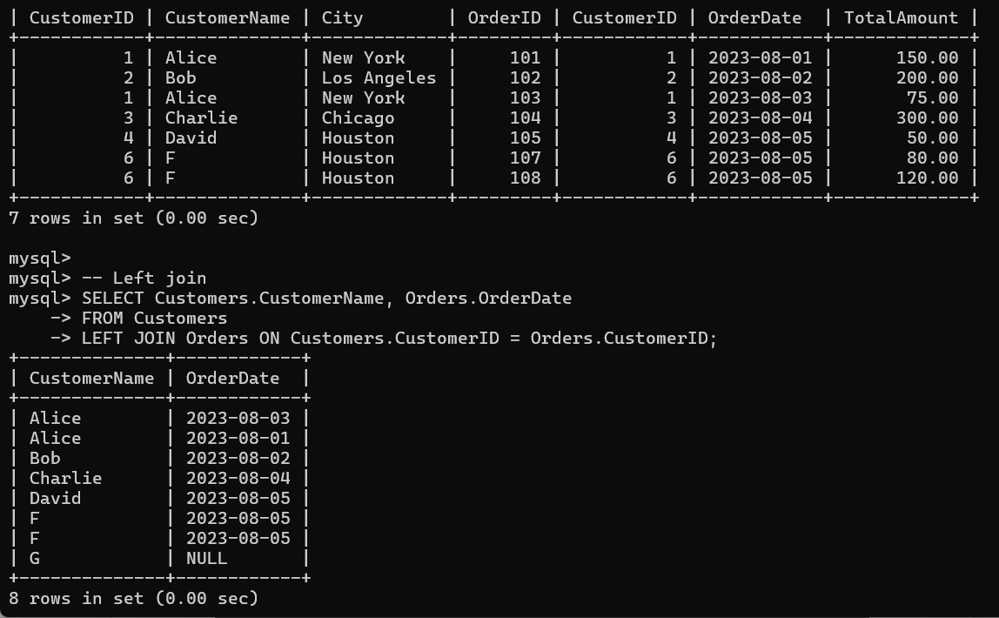 | CustomerID | CustomerName | City        | OrderID | CustomerID | OrderDate  | TotalAmount |
+------------+--------------+-------------+---------+------------+------------+-------------+
|          1 | Alice        | New York    |     101 |          1 | 2023-08-01 |      150.00 |
|          2 | Bob          | Los Angeles |     102 |          2 | 2023-08-02 |      200.00 |
|          1 | Alice        | New York    |     103 |          1 | 2023-08-03 |       75.00 |
|          3 | Charlie      | Chicago     |     104 |          3 | 2023-08-04 |      300.00 |
|          4 | David        | Houston     |     105 |          4 | 2023-08-05 |       50.00 |
|          6 | F            | Houston     |     107 |          6 | 2023-08-05 |       80.00 |
|          6 | F            | Houston     |     108 |          6 | 2023-08-05 |      120.00 |
+------------+--------------+-------------+---------+------------+------------+-------------+
7 rows in set (0.00 sec)

mysql>
mysql> -- Left join
mysql> SELECT Customers.CustomerName, Orders.OrderDate
    -> FROM Customers
    -> LEFT JOIN Orders ON Customers.CustomerID = Orders.CustomerID;
+--------------+------------+
| CustomerName | OrderDate  |
+--------------+------------+
| Alice        | 2023-08-03 |
| Alice        | 2023-08-01 |
| Bob          | 2023-08-02 |
| Charlie      | 2023-08-04 |
| David        | 2023-08-05 |
| F            | 2023-08-05 |
| F            | 2023-08-05 |
| G            | NULL       |
+--------------+------------+
8 rows in set (0.00 sec)